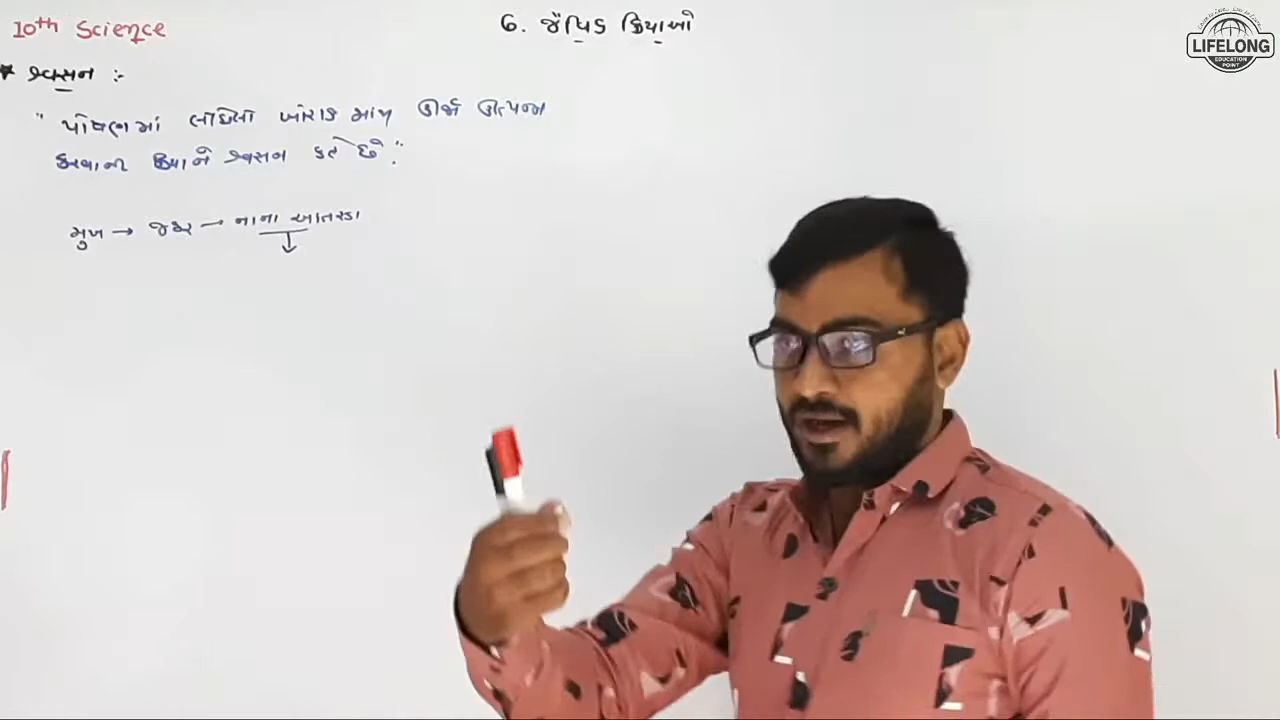 10th Science
6. જૈવિક ક્રિયાઓ
* શ્વસન :-
" પોષણમાં લીધેલો ખોરાક માંથ ઊર્જા ઉત્પન્ન
કરવાની ક્રિયાને શ્વસન કહે છે."
મુખ → જઠર → નાના આંતરડા
LIFELONG
EDUCATION
POINT